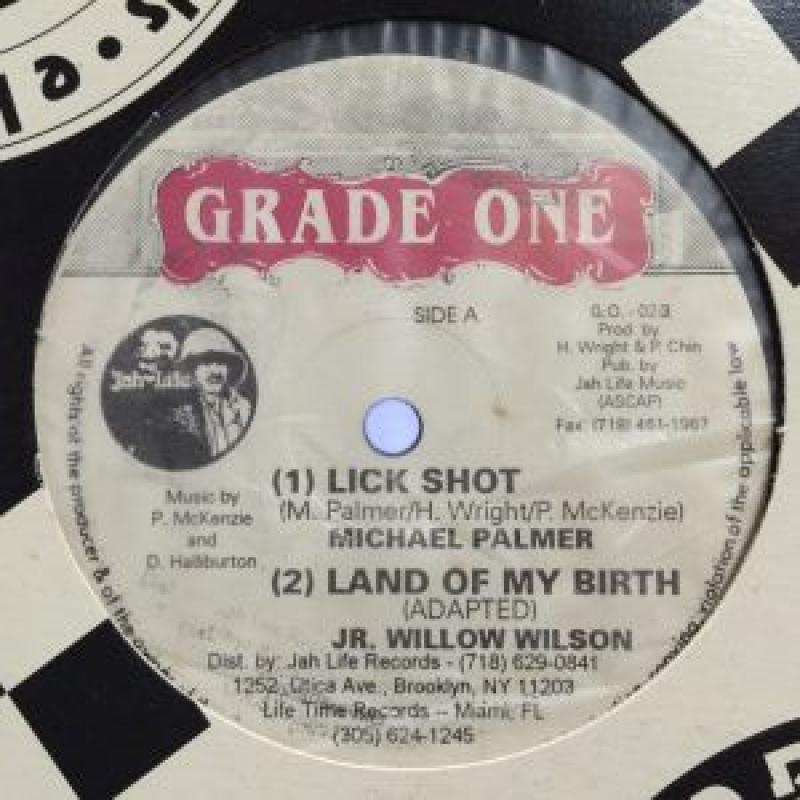 GRADE ONE
SIDE A
G.O. - 023
Prod. by
H. Wright & P. Chin
Pub. by
Jah Life Music
(ASCAP)
Fax: (718) 461-1967
Jah Life
Music by
P. McKenzie
and
D. Halliburton
(1) LICK SHOT
(M. Palmer/H. Wright/P. McKenzie)
MICHAEL PALMER
(2) LAND OF MY BIRTH
(ADAPTED)
JR. WILLOW WILSON
Dist. by: Jah Life Records - (718) 629-0841
1252 Utica Ave., Brooklyn, NY 11203
Life Time Records - Miami, FL
(305) 624-1245
All rights of the producer & of the
violation of the applicable law